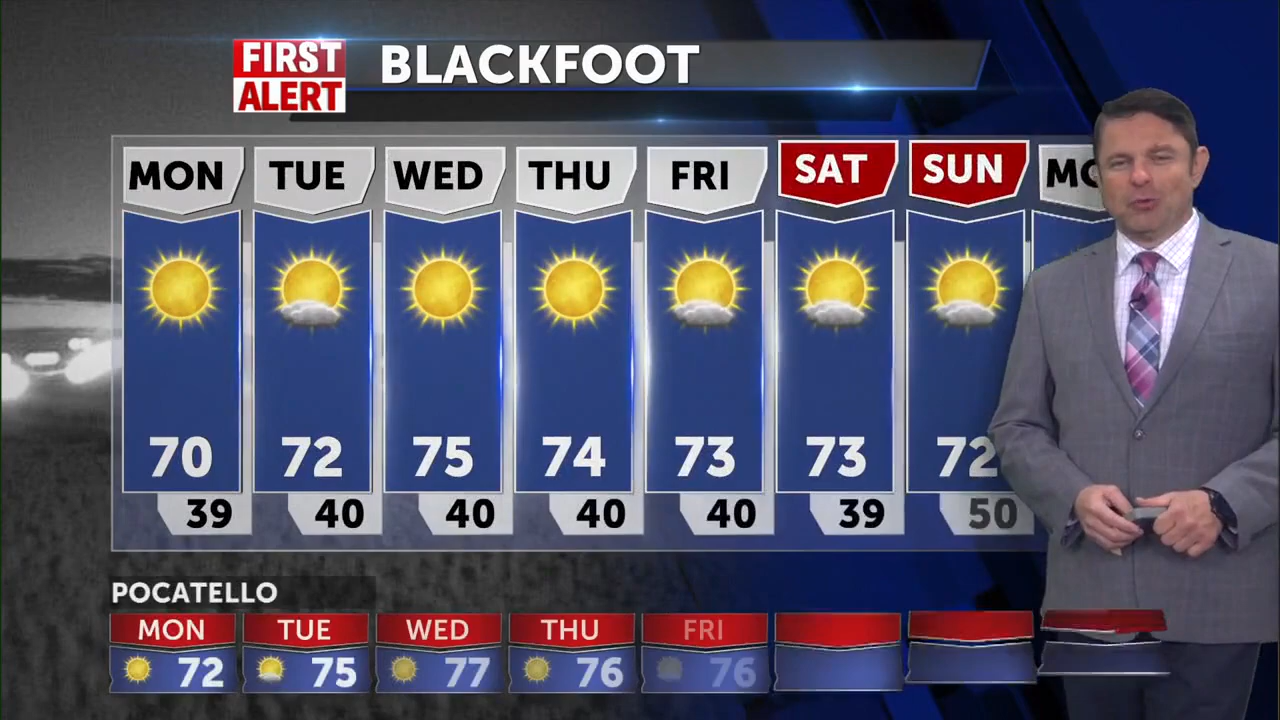 FIRST
ALERT
BLACKFOOT
MON TUE WED THU FRI SAT SUN
70 72 75 74 73 73 72
39 40 40 40 40 39 50
POCATELLO
MON TUE WED THU FRI
72 75 77 76 76